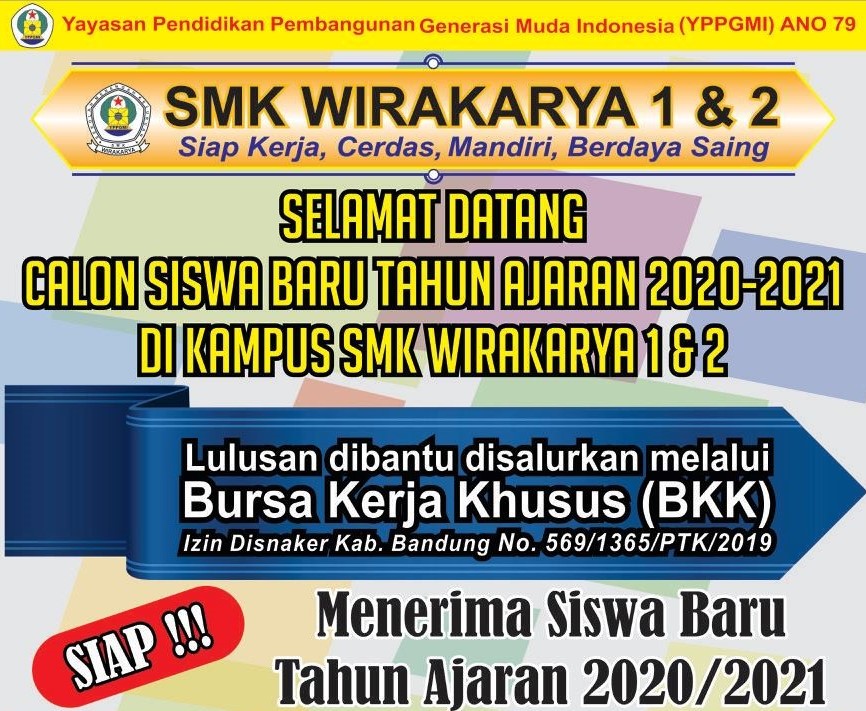 Yayasan Pendidikan Pembangunan Generasi Muda Indonesia (YPPGMI) ANO 79
SMK WIRAKARYA 1 & 2
Siap Kerja, Cerdas, Mandiri, Berdaya Saing
YPPGMI
SMK
WIRAKARYA
SELAMAT DATANG
CALON SISWA BARU TAHUN AJARAN 2020-2021
DI KAMPUS SMK WIRAKARYA 1 & 2
Lulusan dibantu disalurkan melalui
Bursa Kerja Khusus (BKK)
Izin Disnaker Kab. Bandung No. 569/1365/PTK/2019
SIAP !!!
Menerima Siswa Baru
Tahun Ajaran 2020/2021